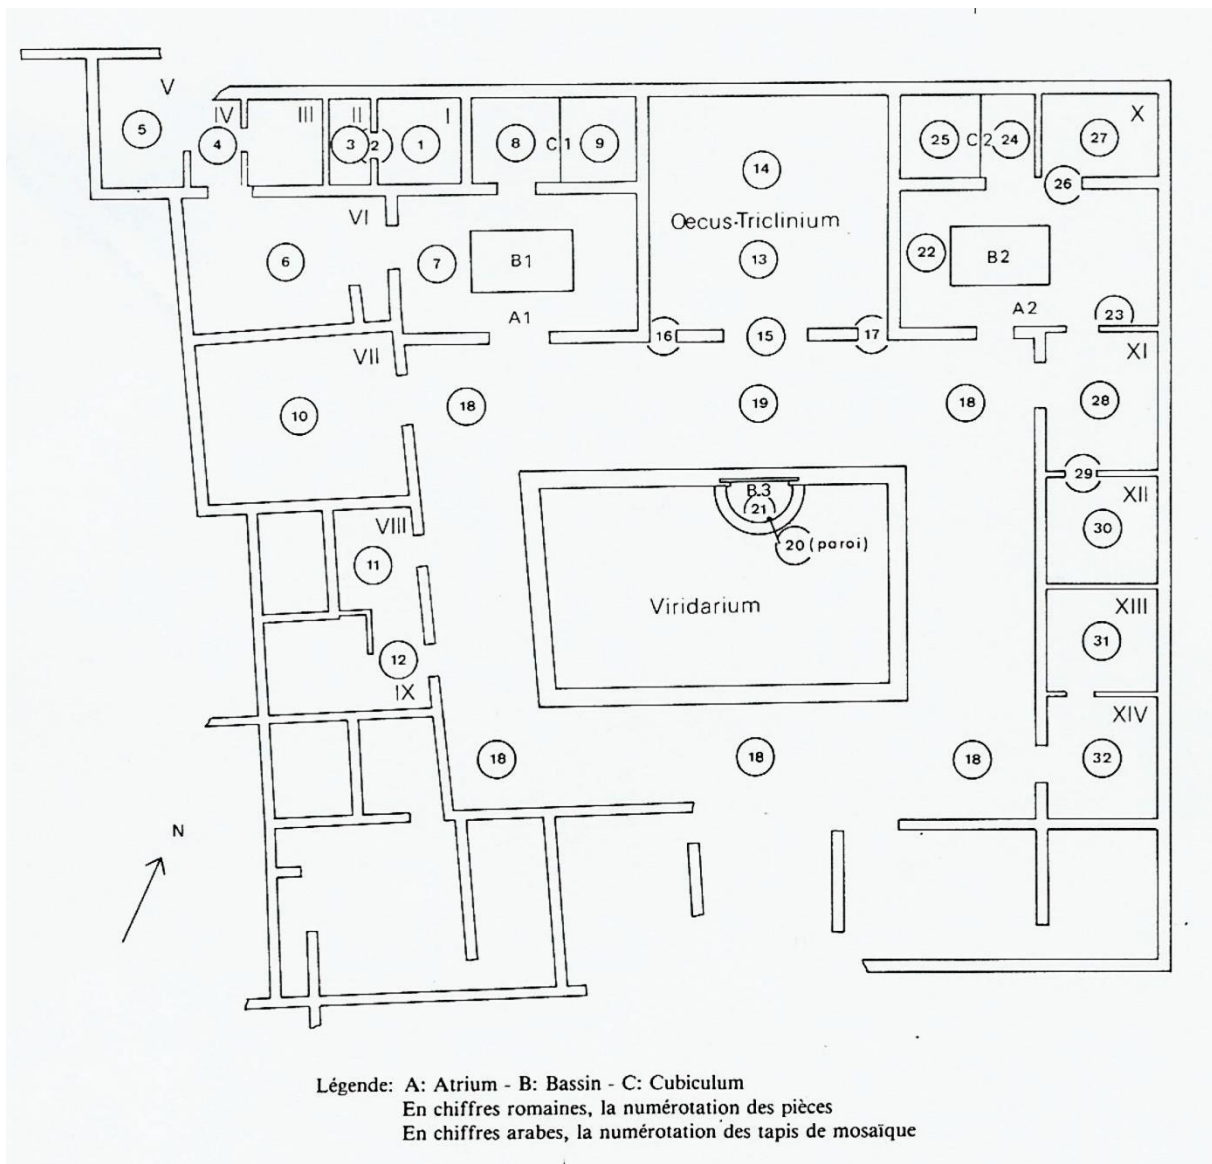 V
IV
III
II
I
X
5
4
3
2
1
8
C 1
9
14
25
C 2
24
27
26
VI
Oecus-Triclinium
6
7
B1
13
22
B2
A1
A2
23
16
15
17
VII
XI
10
18
19
18
28
29
B.3
21
XII
VIII
20 (paroi)
30
11
Viridarium
XIII
31
12
IX
XIV
18
18
18
32
N
Légende: A: Atrium - B: Bassin - C: Cubiculum
En chiffres romaines, la numérotation des pièces
En chiffres arabes, la numérotation des tapis de mosaïque